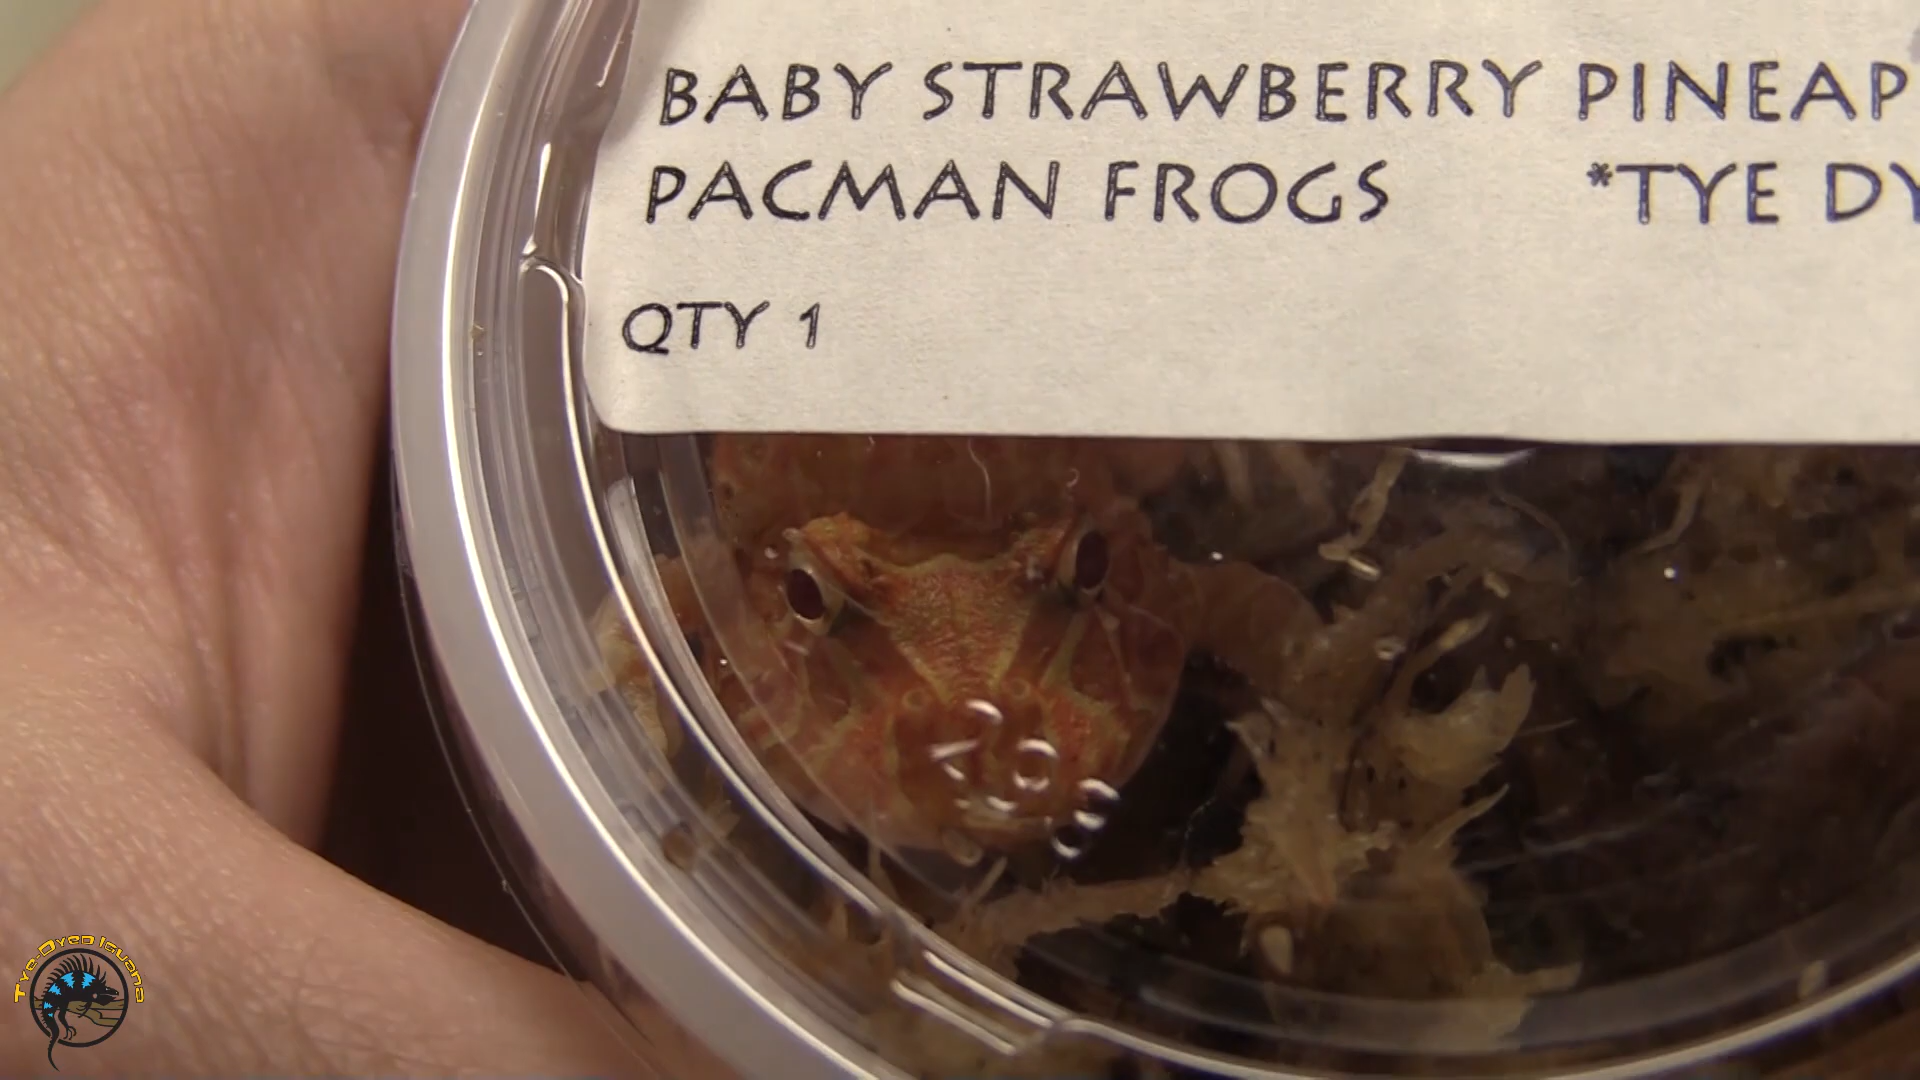 BABY STRAWBERRY PINEAP
PACMAN FROGS *TYE DY
QTY 1
Tye-Dyed Iguana